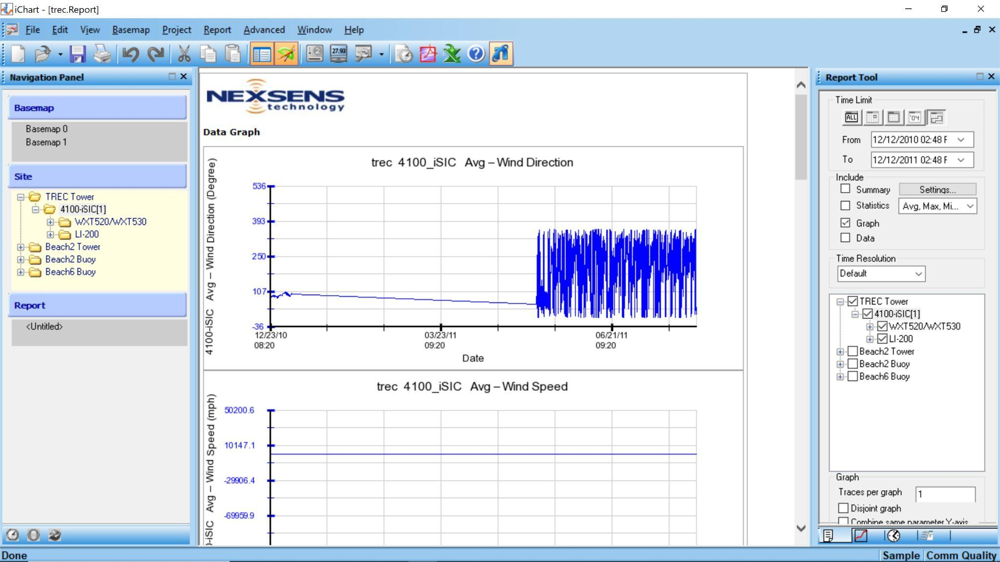 iChart - [trec.Report]
File Edit View Basemap Project Report Advanced Window Help
27.93
Navigation Panel
Basemap
Basemap 0
Basemap 1
Site
TREC Tower
4100-iSIC[1]
WXT520/WXT530
LI-200
Beach2 Tower
Beach2 Buoy
Beach6 Buoy
Report
<Untitled>
NEXSENS
technology
Data Graph
trec 4100_iSIC Avg – Wind Direction
4100-iSIC Avg – Wind Direction (Degree)
536
393
250
107
-36
12/23/10 03/23/11 06/21/11
08:20 09:20 09:20
Date
trec 4100_iSIC Avg – Wind Speed
)-iSIC Avg – Wind Speed (mph)
50200.6
10147.1
-29906.4
-69959.9
Report Tool
Time Limit
ALL '04
From 12/12/2010 02:48 F
To 12/12/2011 02:48 F
Include
Summary Settings...
Statistics Avg, Max, Mi...
Graph
Data
Time Resolution
Default
TREC Tower
4100-iSIC[1]
WXT520/WXT530
LI-200
Beach2 Tower
Beach2 Buoy
Beach6 Buoy
Graph
Traces per graph 1
Disjoint graph
Combine same parameter Y-axis
Done Sample Comm Quality